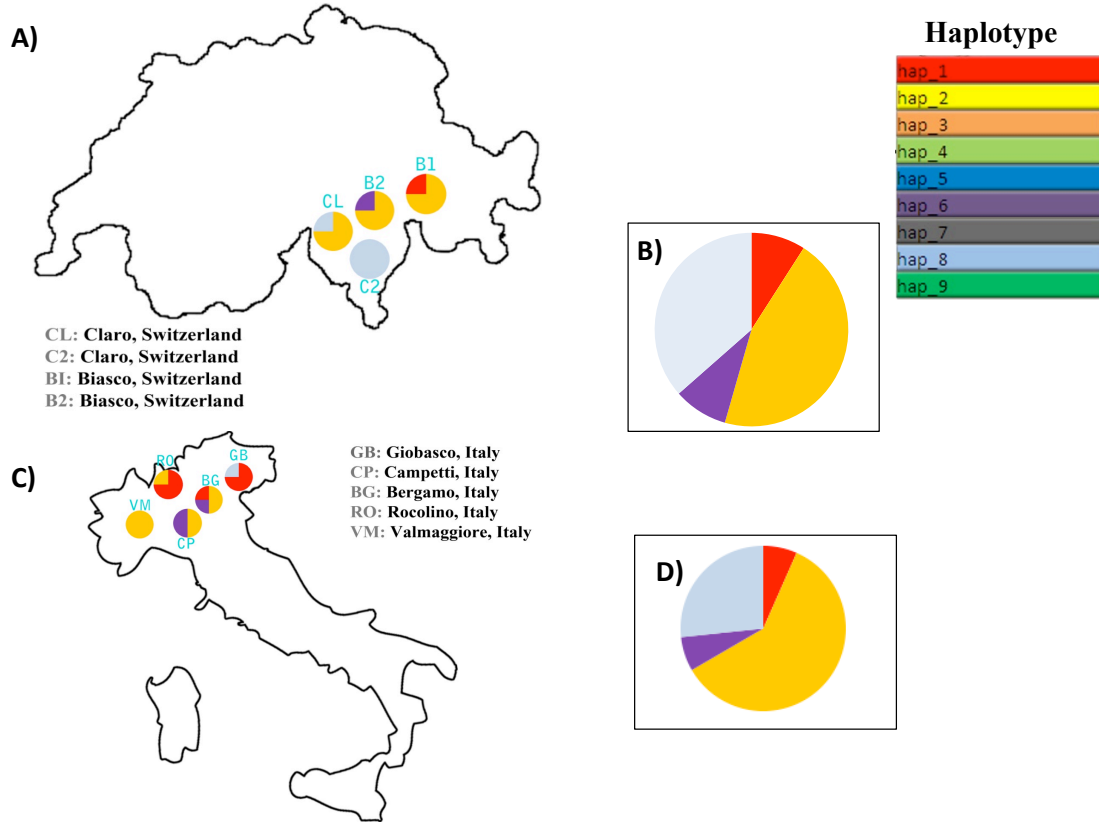 A)
B1
B2
CL
C2
CL: Claro, Switzerland
C2: Claro, Switzerland
BI: Biasco, Switzerland
B2: Biasco, Switzerland
B)
Haplotype
hap_1
hap_2
hap_3
hap_4
hap_5
hap_6
hap_7
hap_8
hap_9
C)
RO
GB
BG
VM
CP
GB: Giobasco, Italy
CP: Campetti, Italy
BG: Bergamo, Italy
RO: Rocolino, Italy
VM: Valmaggiore, Italy
D)